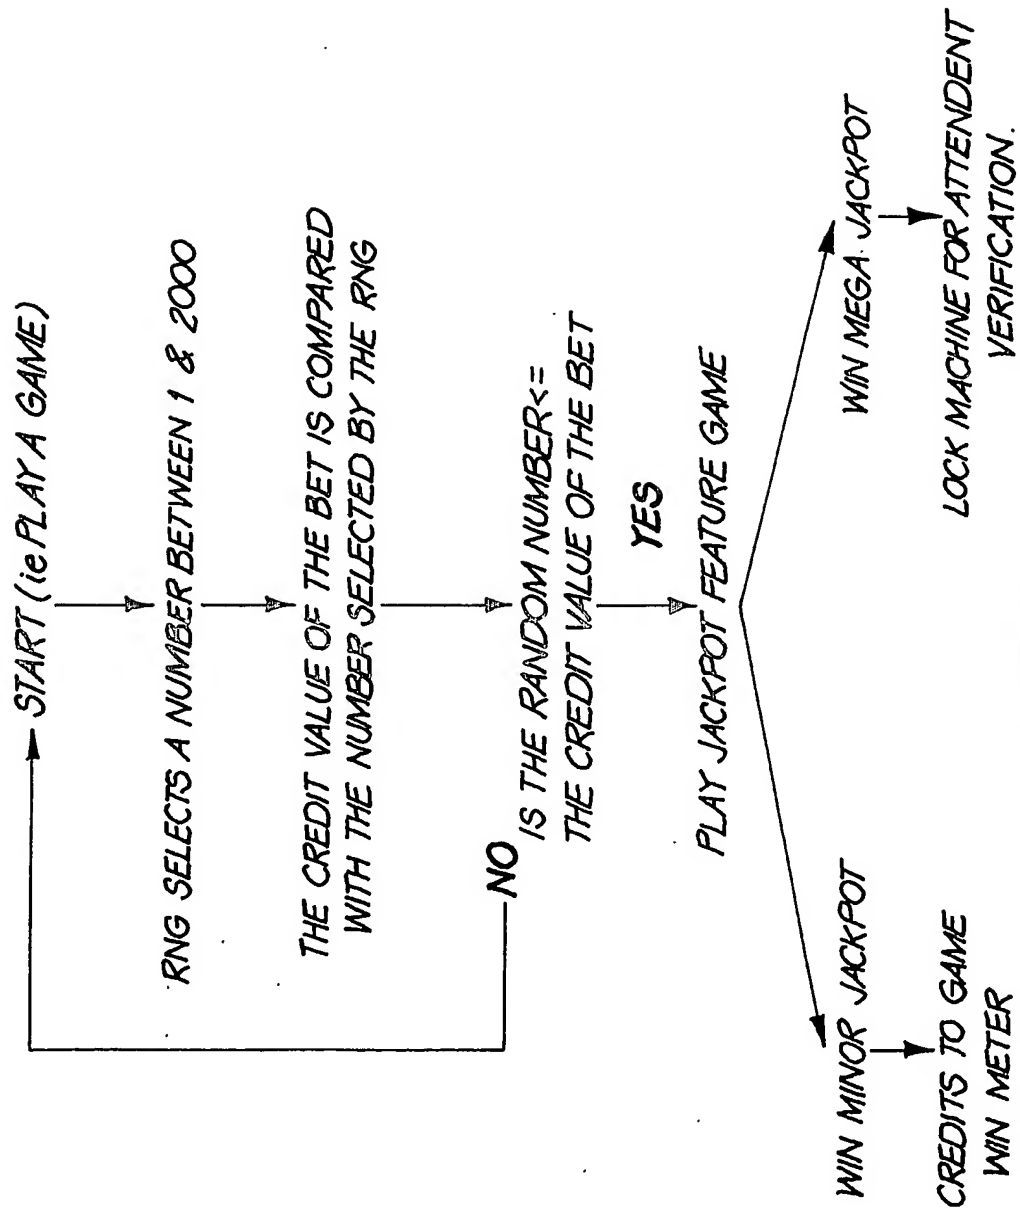 START (ie PLAY A GAME)
RNG SELECTS A NUMBER BETWEEN 1 & 2000
THE CREDIT VALUE OF THE BET IS COMPARED
WITH THE NUMBER SELECTED BY THE RNG
NO
IS THE RANDOM NUMBER<=
THE CREDIT VALUE OF THE BET
YES
PLAY JACKPOT FEATURE GAME
WIN MINOR JACKPOT
CREDITS TO GAME
WIN METER
WIN MEGA JACKPOT
LOCK MACHINE FOR ATTENDENT
VERIFICATION.